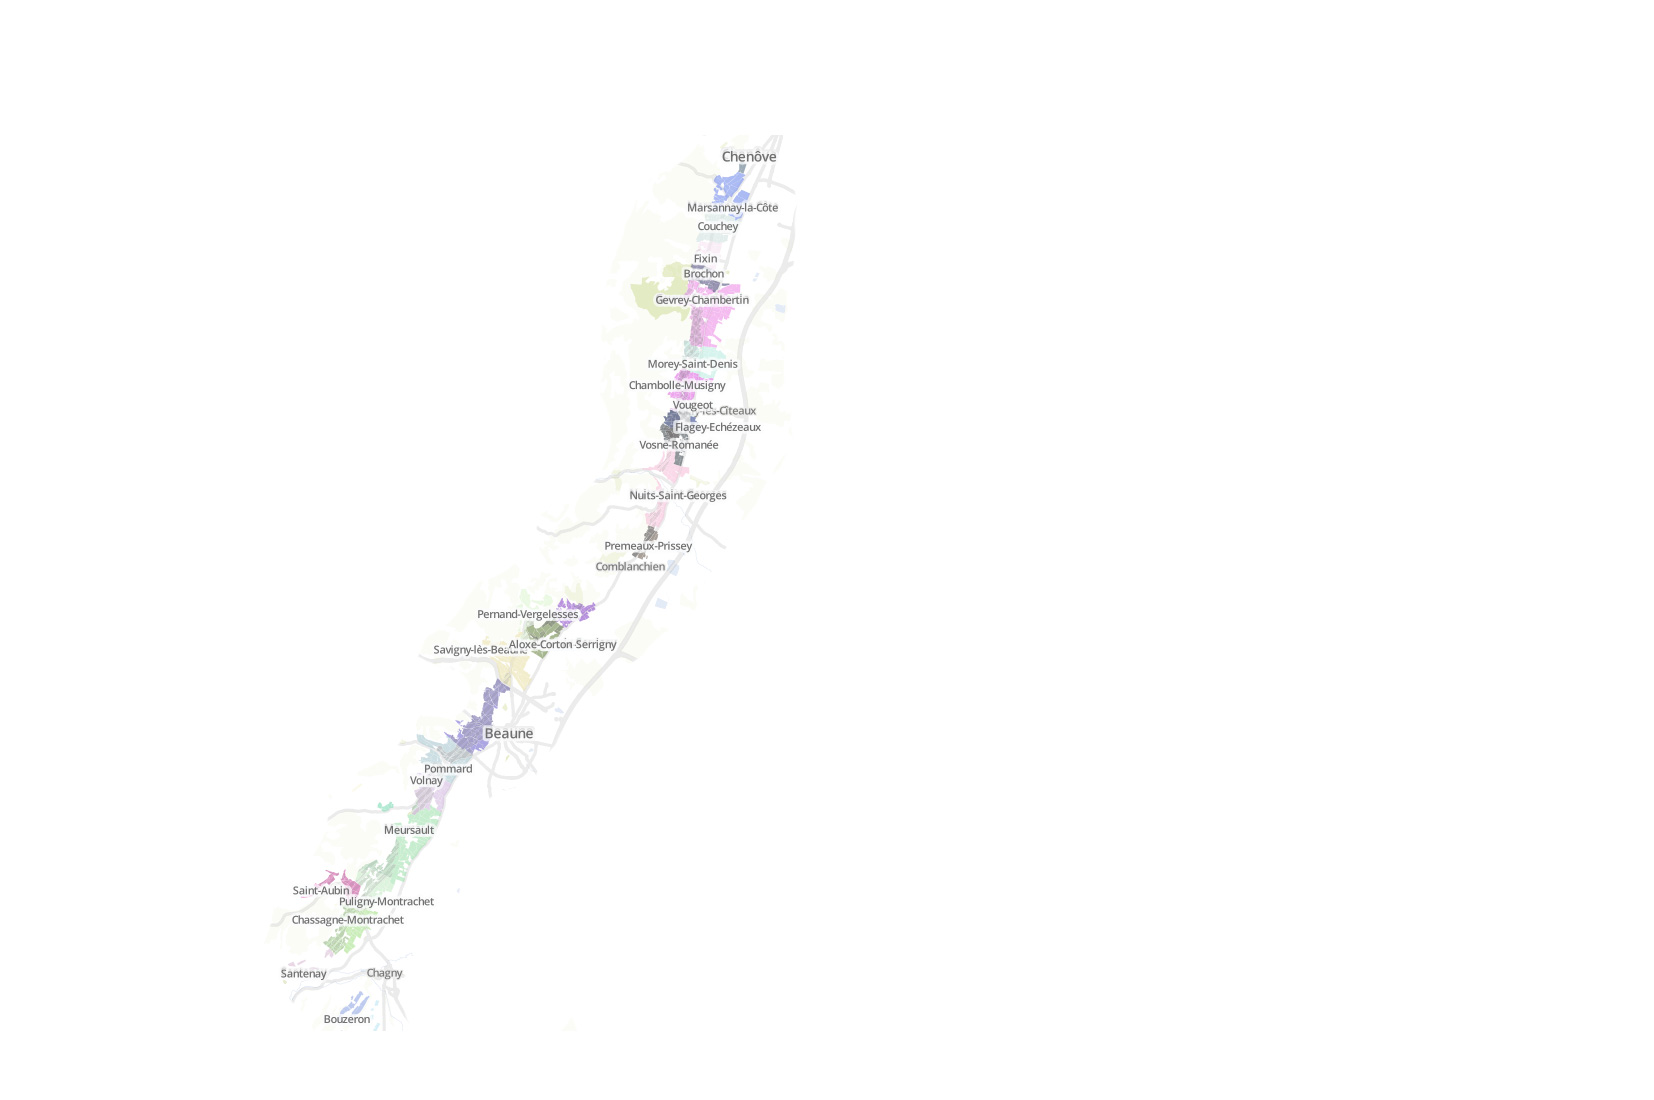 Chenôve
Marsannay-la-Côte
Couchey
Fixin
Brochon
Gevrey-Chambertin
Morey-Saint-Denis
Chambolle-Musigny
Vougeot
-lès-Cîteaux
Flagey-Echézeaux
Vosne-Romanée
Nuits-Saint-Georges
Premeaux-Prissey
Comblanchien
Pernand-Vergelesses
Aloxe-Corton
Serrigny
Savigny-lès-Beaune
Beaune
Pommard
Volnay
Meursault
Saint-Aubin
Puligny-Montrachet
Chassagne-Montrachet
Santenay
Chagny
Bouzeron